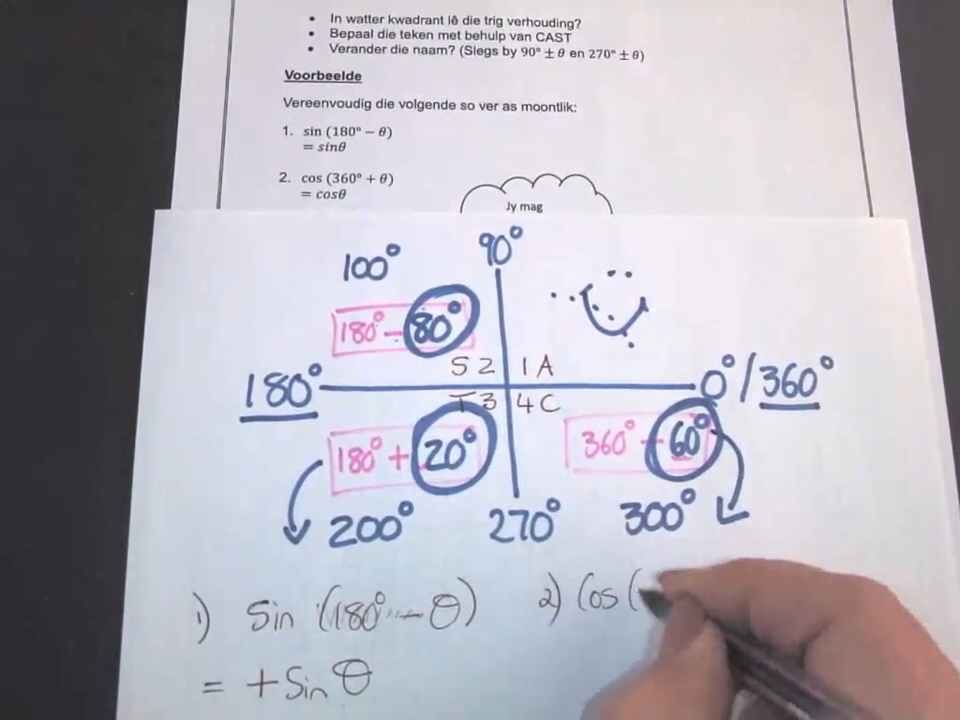 • In watter kwadrant lê die trig verhouding?
• Bepaal die teken met behulp van CAST
• Verander die naam? (Slegs by 90° ± θ en 270° ± θ)
Voorbeelde
Vereenvoudig die volgende so ver as moontlik:
1. sin (180° − θ)
= sinθ
2. cos (360° + θ)
= cosθ
Jy mag
90°
100°
180° − 80°
S 2 1 A
180° 0°/360°
T 3 4 C
180° + 20° 360° − 60°
200° 270° 300°
1) Sin (180° − θ) 2) Cos (
= + Sin θ